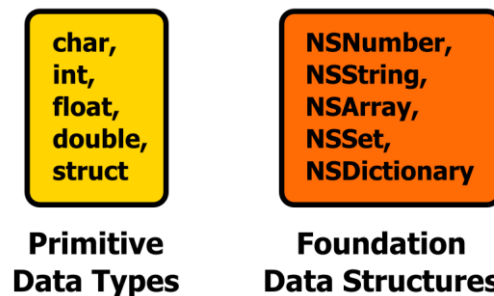 char,
int,
float,
double,
struct
Primitive
Data Types
NSNumber,
NSString,
NSArray,
NSSet,
NSDictionary
Foundation
Data Structures